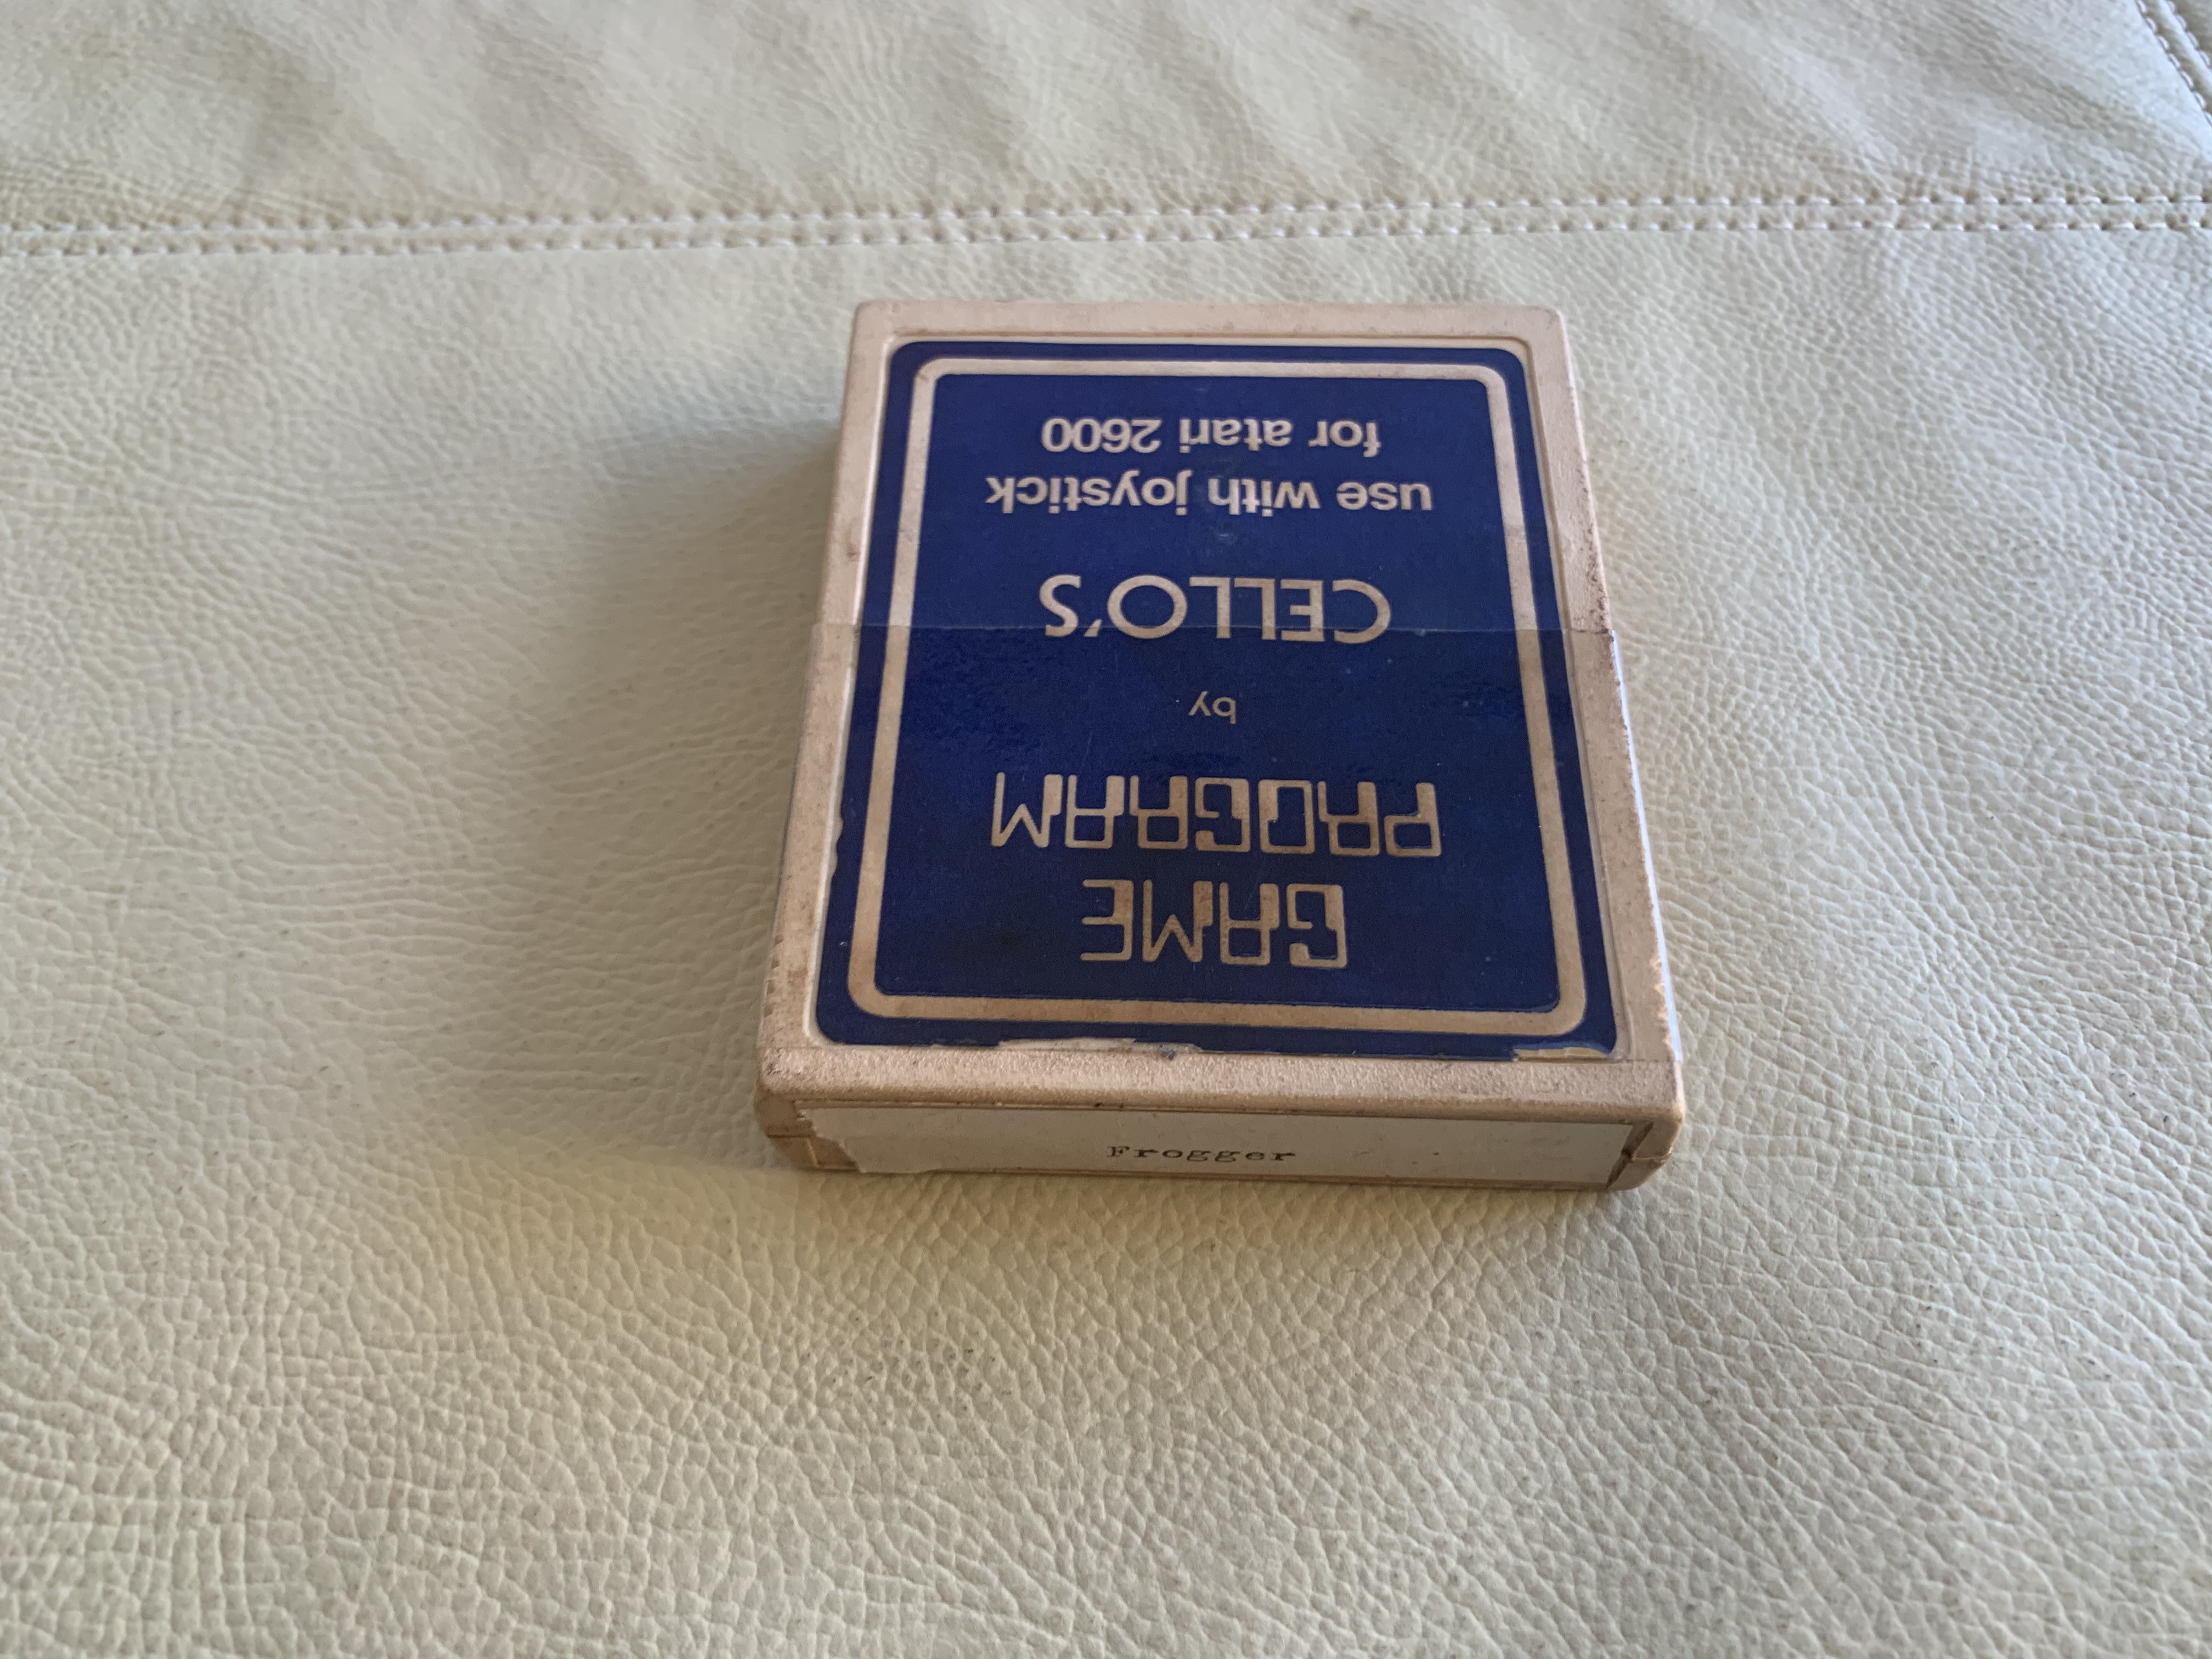 GAME
PROGRAM
by
CELLO'S
use with joystick
for atari 2600
Frogger